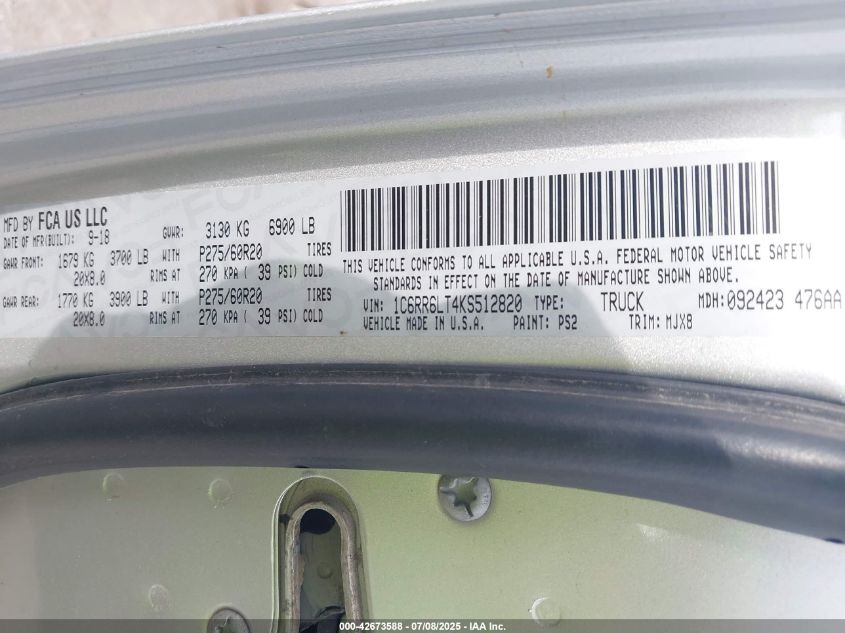 MFD BY FCA US LLC
DATE OF MFR(BUILT): 9-18
GVWR: 3130 KG 6900 LB
GAWR FRONT: 1679 KG 3700 LB WITH P275/60R20 TIRES
20X8.0 RIMS AT 270 KPA ( 39 PSI) COLD
GAWR REAR: 1770 KG 3900 LB WITH P275/60R20 TIRES
20X8.0 RIMS AT 270 KPA ( 39 PSI) COLD
THIS VEHICLE CONFORMS TO ALL APPLICABLE U.S.A. FEDERAL MOTOR VEHICLE SAFETY
STANDARDS IN EFFECT ON THE DATE OF MANUFACTURE SHOWN ABOVE.
VIN: 1C6RR6LT4KS512820 TYPE: TRUCK MDH: 092423 476AA
VEHICLE MADE IN U.S.A. PAINT: PS2 TRIM: MJX8
000-42673588 - 07/08/2025 - IAA Inc.